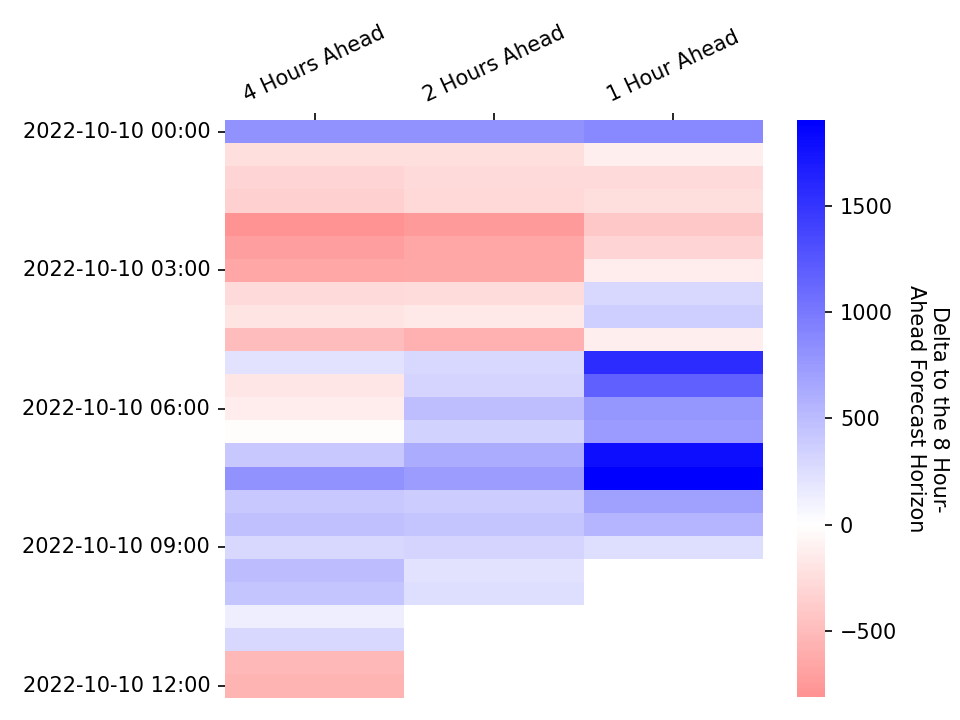 4 Hours Ahead
2 Hours Ahead
1 Hour Ahead
2022-10-10 00:00
2022-10-10 03:00
2022-10-10 06:00
2022-10-10 09:00
2022-10-10 12:00
1500
1000
500
0
−500
Delta to the 8 Hour-
Ahead Forecast Horizon